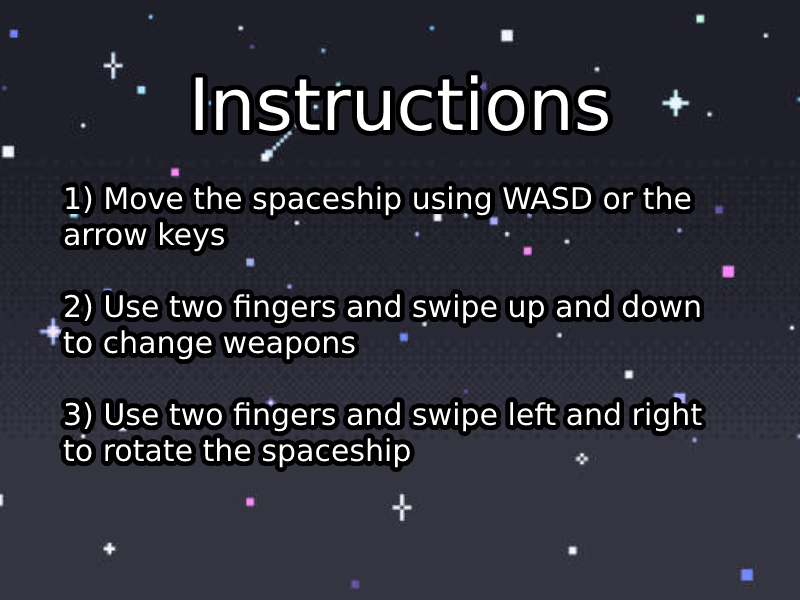 Instructions
1) Move the spaceship using WASD or the
arrow keys
2) Use two fingers and swipe up and down
to change weapons
3) Use two fingers and swipe left and right
to rotate the spaceship